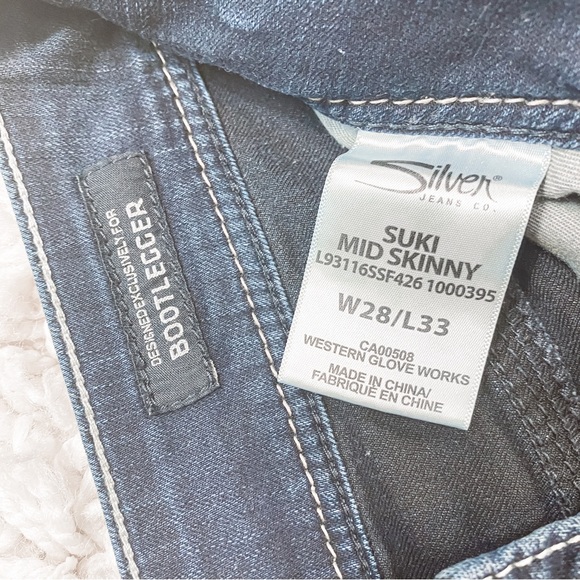 DESIGNED EXCLUSIVELY FOR
BOOTLEGGER
Silver®
JEANS CO.
SUKI
MID SKINNY
L93116SSF426 1000395
W28/L33
CA00508
WESTERN GLOVE WORKS
MADE IN CHINA/
FABRIQUE EN CHINE